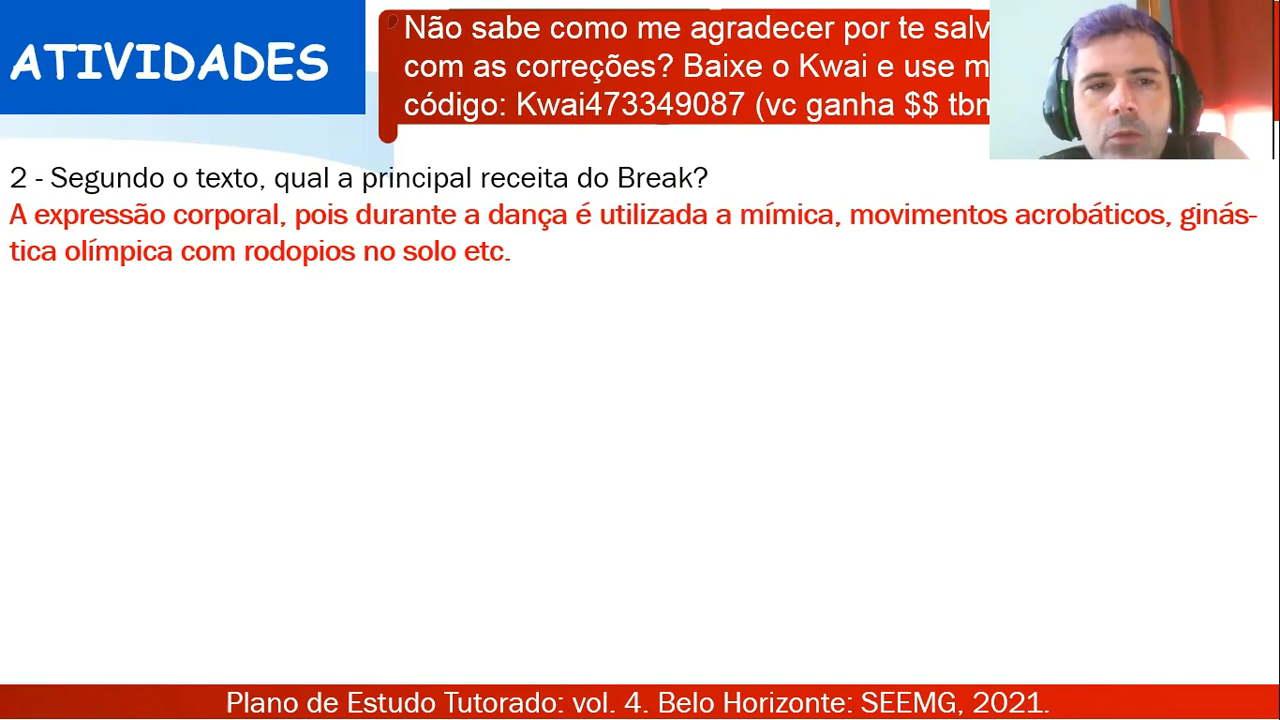 ATIVIDADES
Não sabe como me agradecer por te salv
com as correções? Baixe o Kwai e use m
código: Kwai473349087 (vc ganha $$ tbm
2 - Segundo o texto, qual a principal receita do Break?
A expressão corporal, pois durante a dança é utilizada a mímica, movimentos acrobáticos, ginás-
tica olímpica com rodopios no solo etc.
Plano de Estudo Tutorado: vol. 4. Belo Horizonte: SEEMG, 2021.